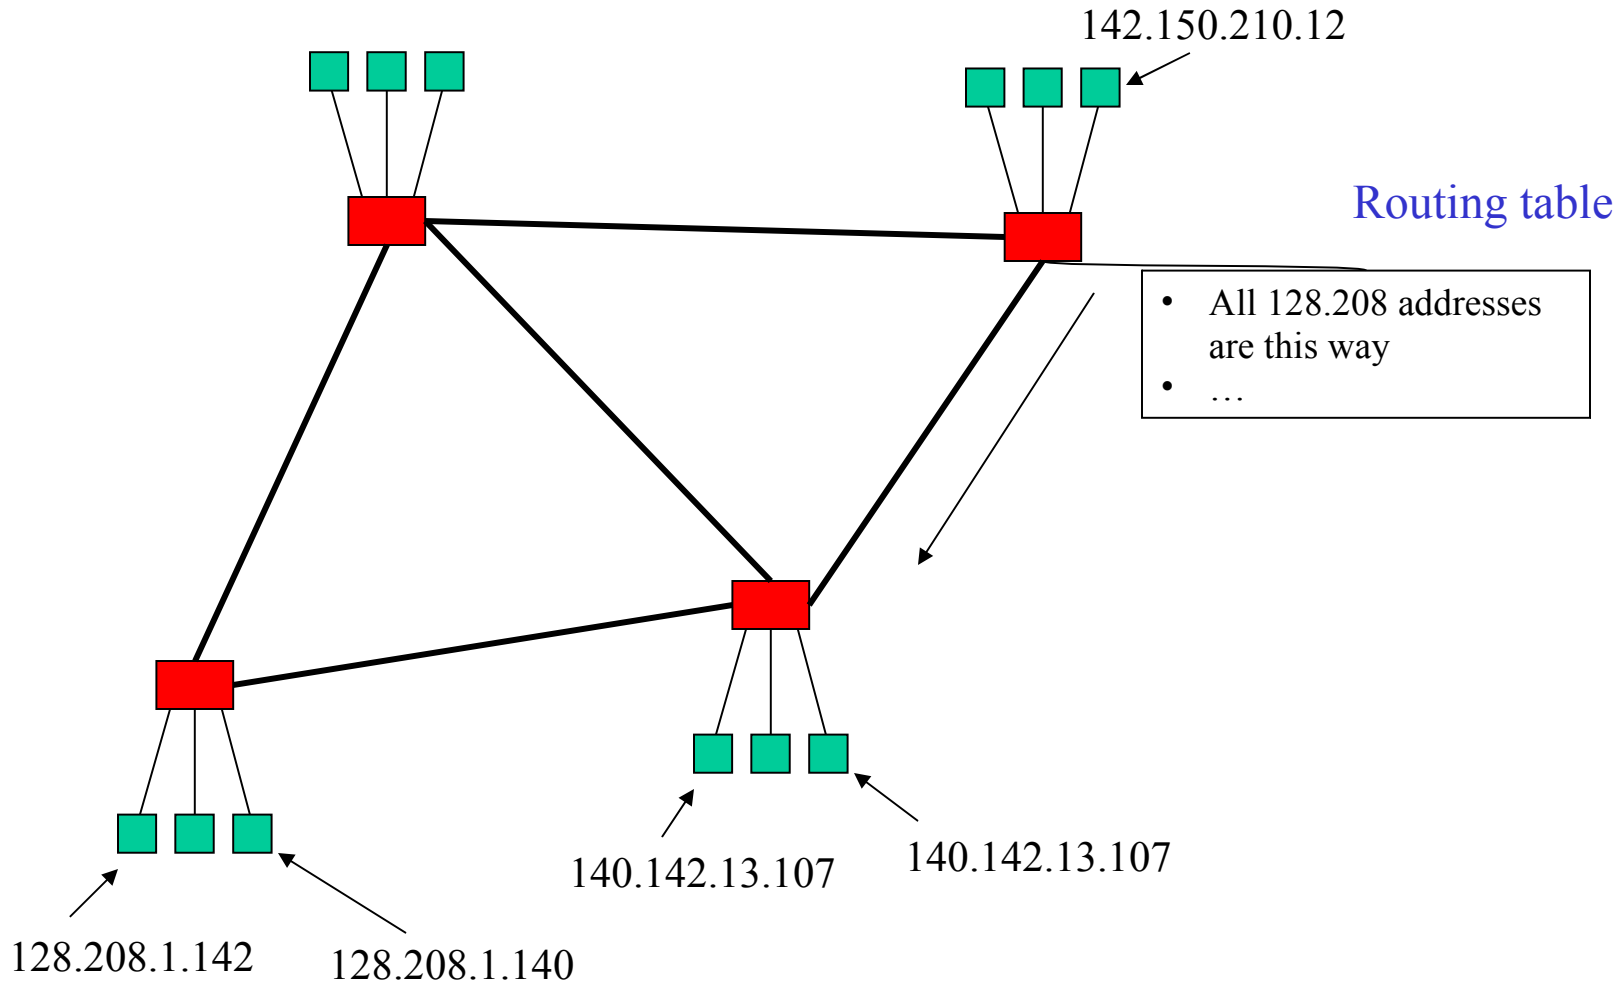 142.150.210.12
Routing table
• All 128.208 addresses
are this way
• …
140.142.13.107
140.142.13.107
128.208.1.142
128.208.1.140